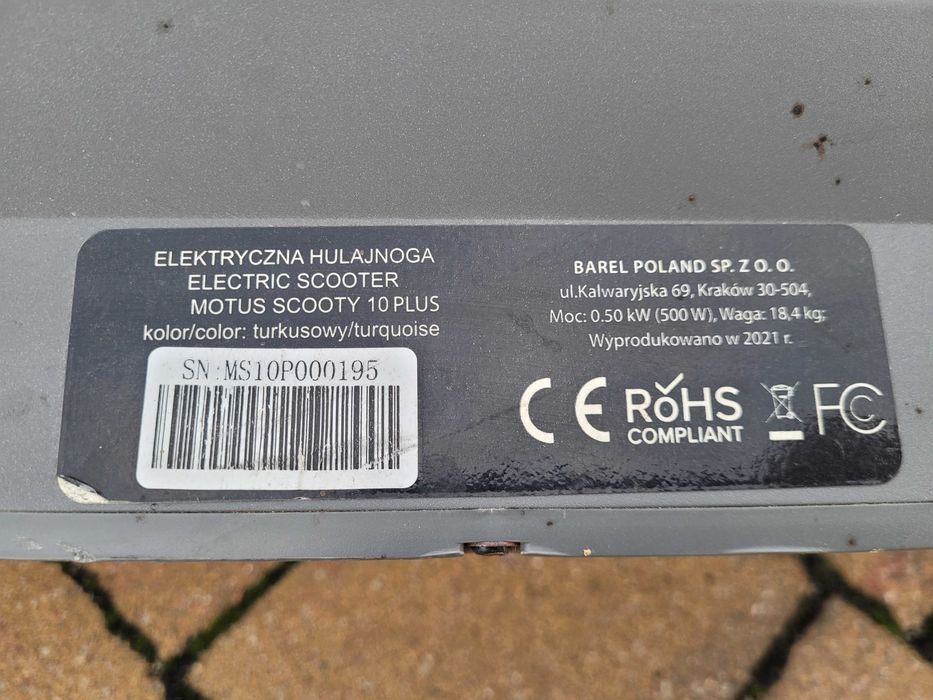 ELEKTRYCZNA HULAJNOGA
ELECTRIC SCOOTER
MOTUS SCOOTY 10 PLUS
kolor/color: turkusowy/turquoise
SN:MS10P000195
BAREL POLAND SP. Z O. O.
ul.Kalwaryjska 69, Kraków 30-504,
Moc: 0.50 kW (500 W), Waga: 18,4 kg;
Wyprodukowano w 2021 r.
CE
RoHS
COMPLIANT
FC